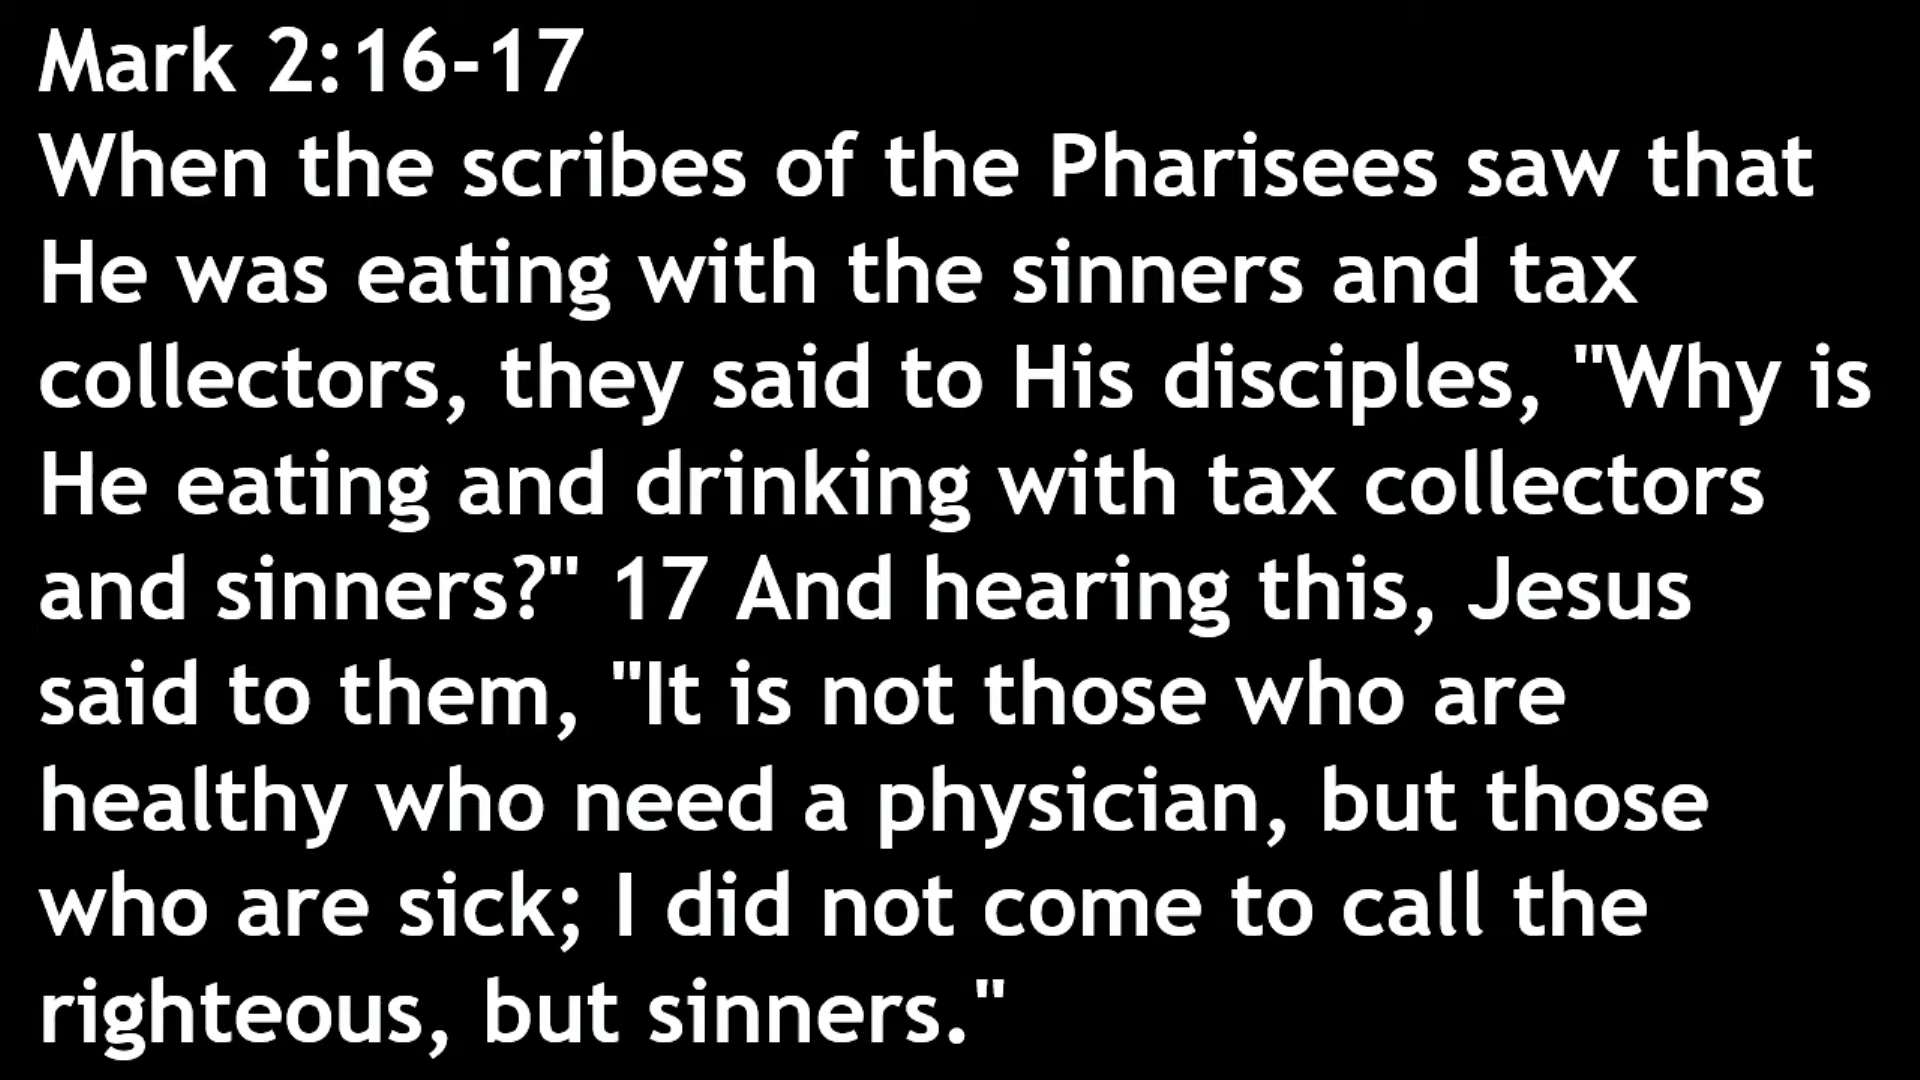 Mark 2:16-17
When the scribes of the Pharisees saw that
He was eating with the sinners and tax
collectors, they said to His disciples, "Why is
He eating and drinking with tax collectors
and sinners?" 17 And hearing this, Jesus
said to them, "It is not those who are
healthy who need a physician, but those
who are sick; I did not come to call the
righteous, but sinners."